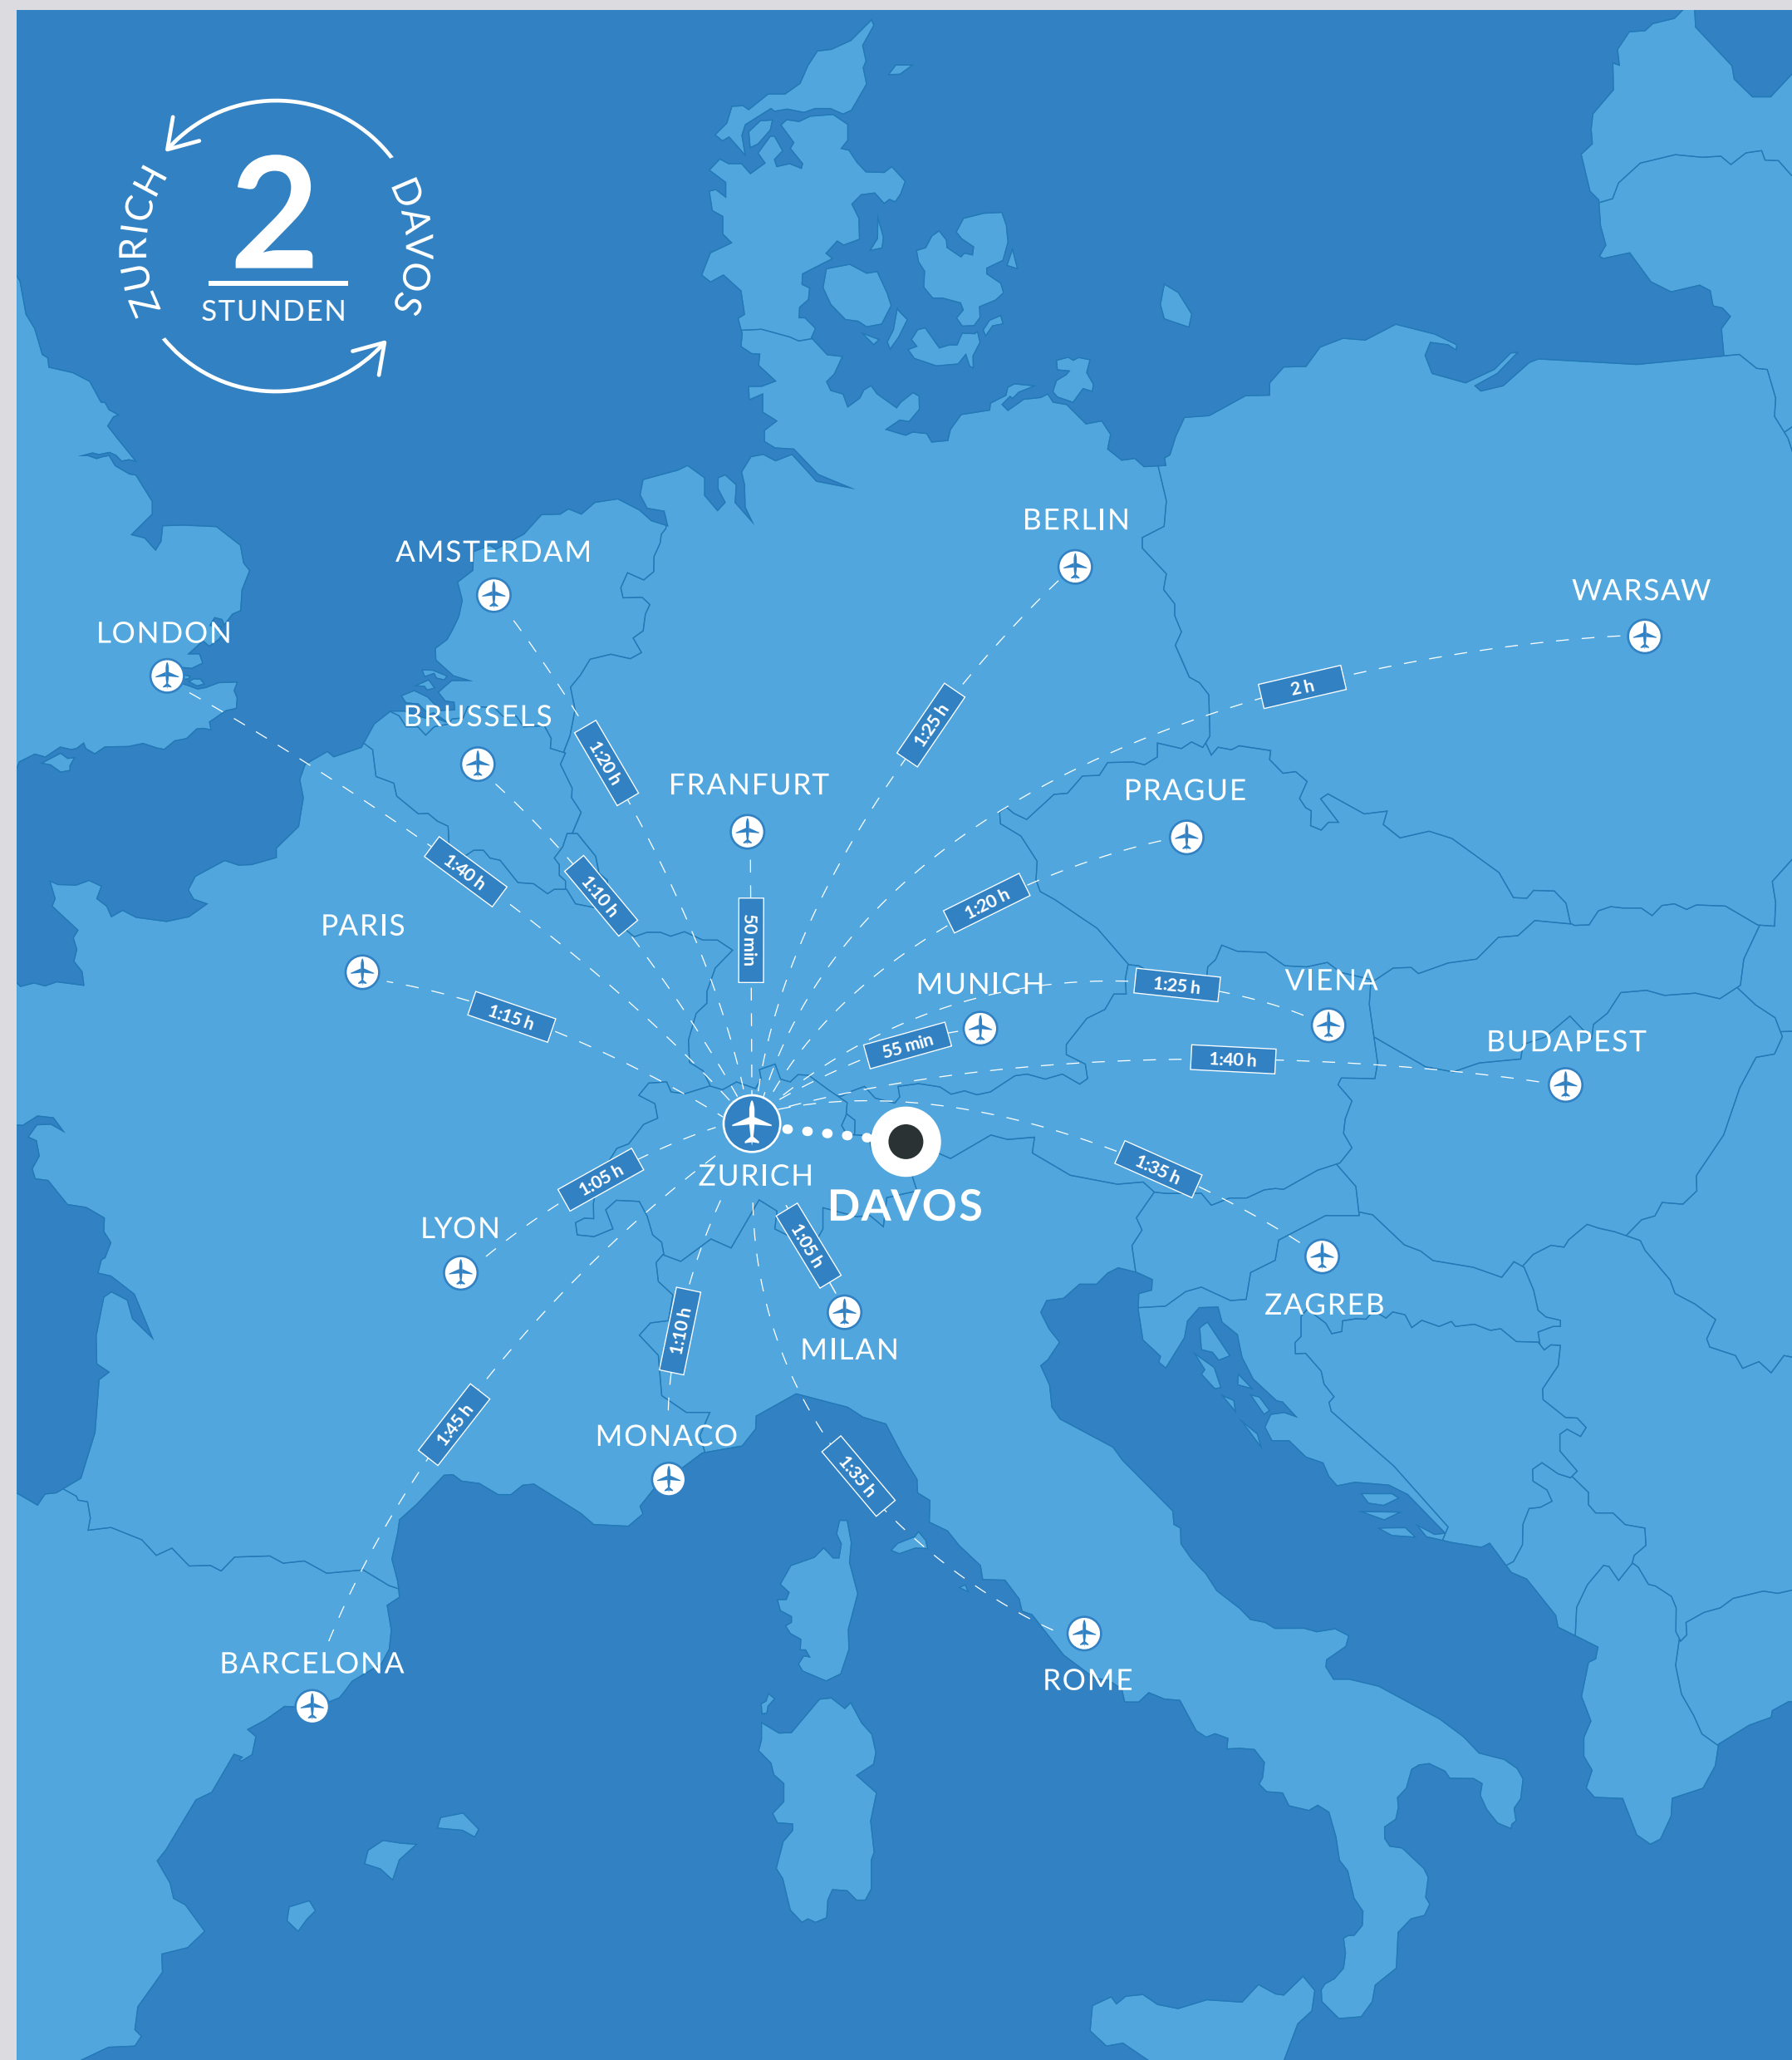 ZURICH
DAVOS
2
STUNDEN
BERLIN
AMSTERDAM
WARSAW
LONDON
2 h
BRUSSELS
1:25 h
1:20 h
FRANFURT
PRAGUE
1:40 h
1:10 h
1:20 h
PARIS
50 min
MUNICH
1:25 h
VIENA
1:15 h
55 min
BUDAPEST
1:40 h
ZURICH
1:05 h
1:35 h
DAVOS
LYON
1:05 h
ZAGREB
1:10 h
MILAN
1:45 h
MONACO
1:35 h
BARCELONA
ROME